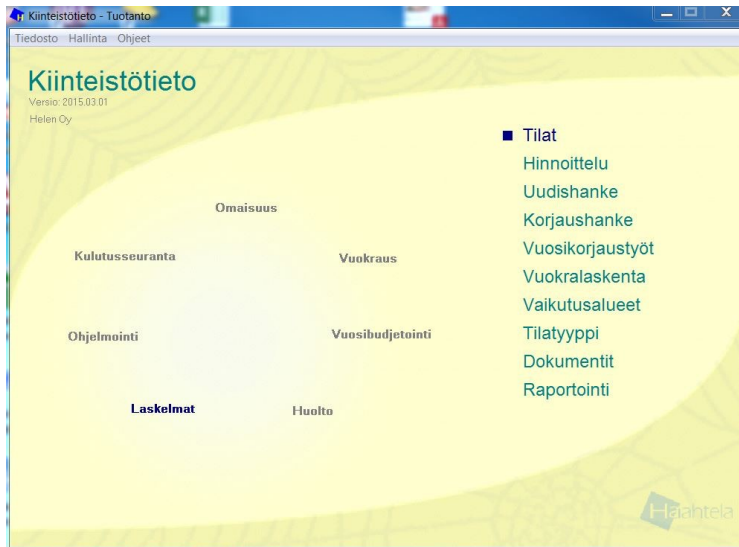 Kiinteistötieto - Tuotanto
Tiedosto Hallinta Ohjeet
Kiinteistötieto
Versio: 2015.03.01
Helen Oy
Omaisuus
Kulutusseuranta
Vuokraus
Ohjelmointi
Vuosibudjetointi
Laskelmat
Huolto
Tilat
Hinnoittelu
Uudishanke
Korjaushanke
Vuosikorjaustyöt
Vuokralaskenta
Vaikutusalueet
Tilatyyppi
Dokumentit
Raportointi
Haahtela